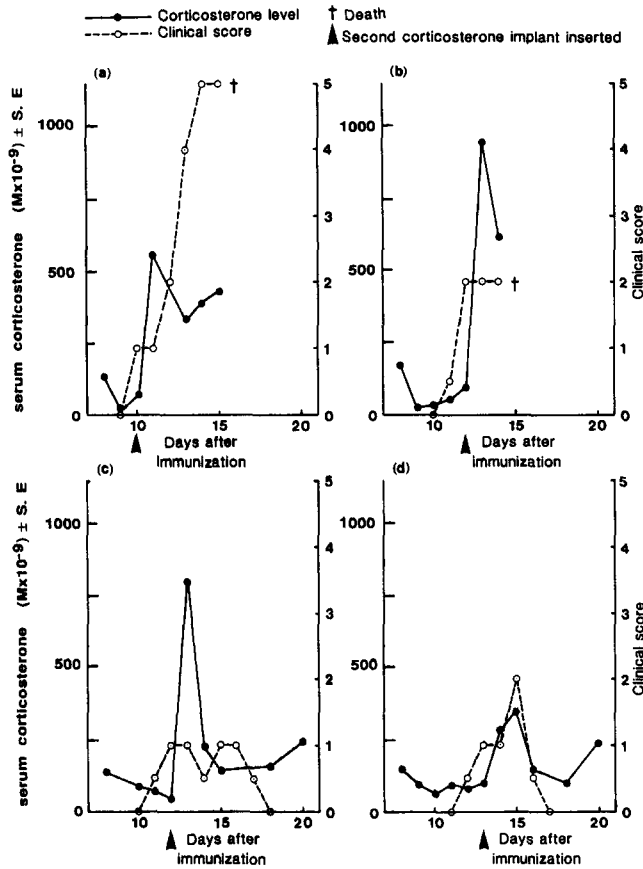 Corticosterone level
Clinical score
† Death
Second corticosterone implant inserted
(a)
(b)
serum corticosterone (Mx10⁻⁹) ± S. E
1000
500
0
5
4
3
2
1
0
1000
500
0
5
4
3
2
1
0
Clinical score
†
†
10 15 20
Days after
immunization
10 15 20
Days after
immunization
(c)
(d)
serum corticosterone (Mx10⁻⁹) ± S. E
1000
500
0
5
4
3
2
1
0
1000
500
0
5
4
3
2
1
0
Clinical score
10 15 20
Days after
immunization
10 15 20
Days after
immunization